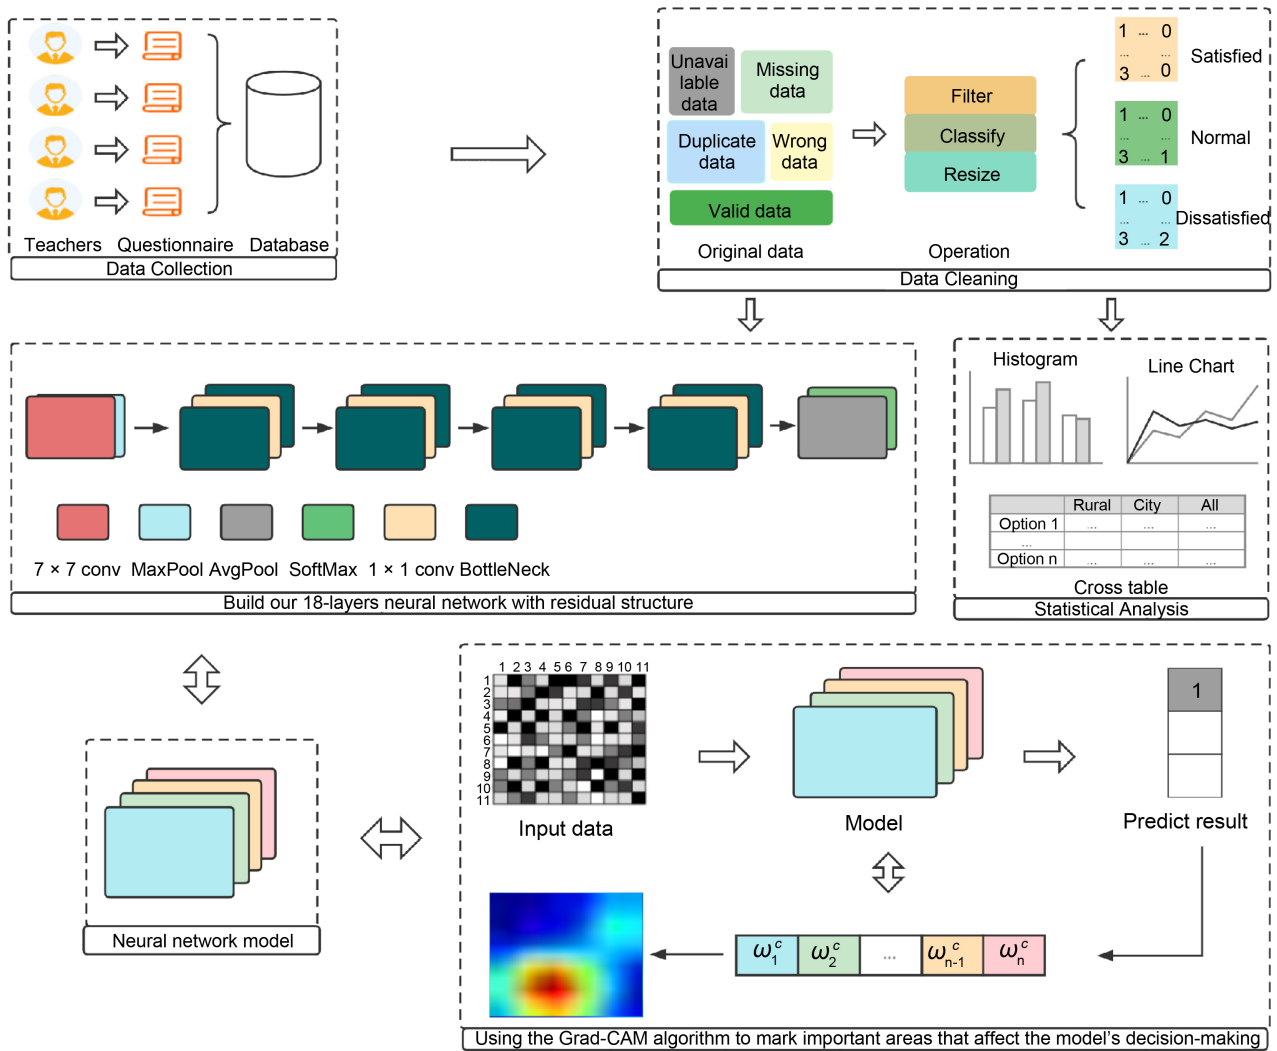 Teachers Questionnaire Database
Data Collection
Unavai
lable
data
Missing
data
Duplicate
data
Wrong
data
Valid data
Original data
Filter
Classify
Resize
Operation
1 ... 0
... ...
3 ... 0
Satisfied
1 ... 0
... ...
3 ... 1
Normal
1 ... 0
... ...
3 ... 2
Dissatisfied
Data Cleaning
7 × 7 conv MaxPool AvgPool SoftMax 1 × 1 conv BottleNeck
Build our 18-layers neural network with residual structure
Histogram
Line Chart
Rural City All
Option 1 ... ... ...
...
Option n ... ... ...
Cross table
Statistical Analysis
Neural network model
1 2 3 4 5 6 7 8 9 10 11
1
2
3
4
5
6
7
8
9
10
11
Input data
Model
1
Predict result
ω₁ᶜ ω₂ᶜ ... ωₙ₋₁ᶜ ωₙᶜ
Using the Grad-CAM algorithm to mark important areas that affect the model’s decision-making